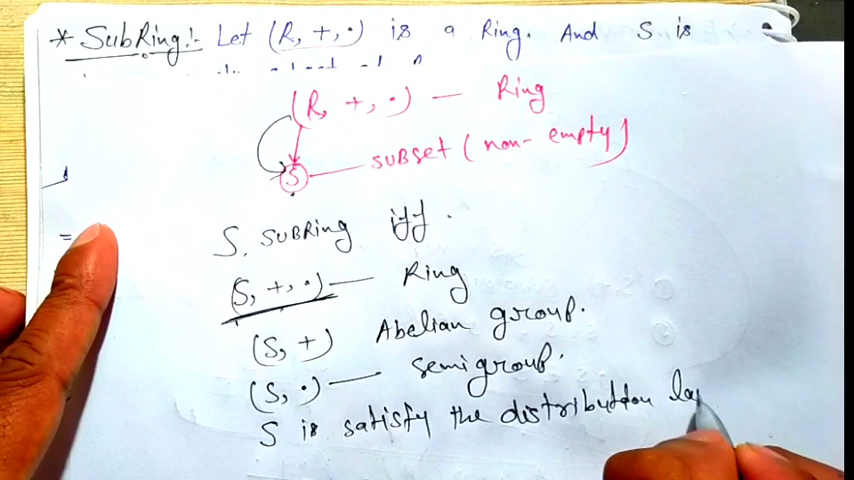 * SubRing:- Let (R, +, ·) is a Ring. And S is
(R, +, ·) — Ring
S — subset (non-empty)
S. SUBRing iff.
(S, +, ·) — Ring
(S, +) Abelian group.
(S, ·) — semigroup.
S is satisfy the distribution la